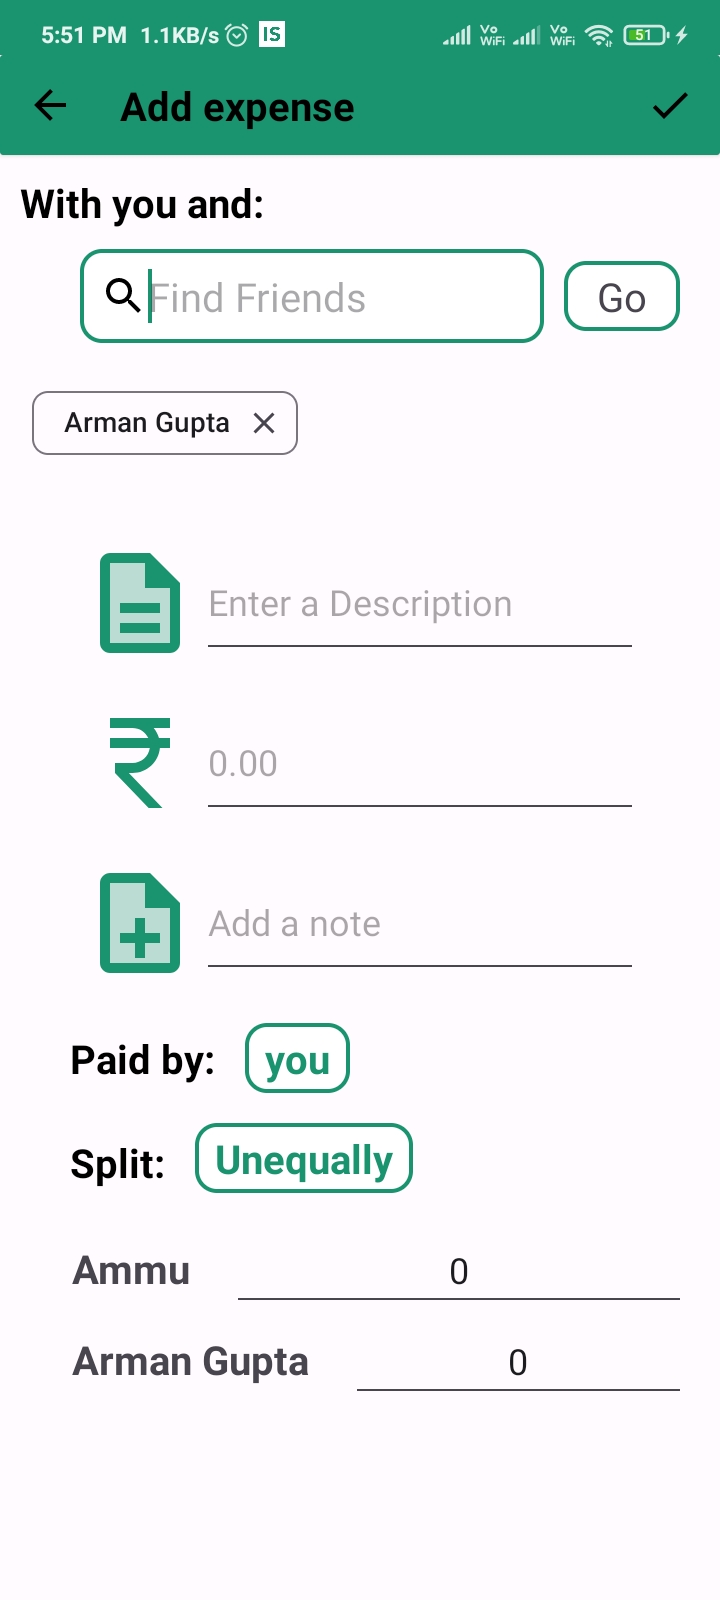 5:51 PM 1.1KB/s IS Vo WiFi Vo WiFi 51
Add expense
With you and:
Find Friends Go
Arman Gupta
Enter a Description
₹ 0.00
Add a note
Paid by: you
Split: Unequally
Ammu 0
Arman Gupta 0